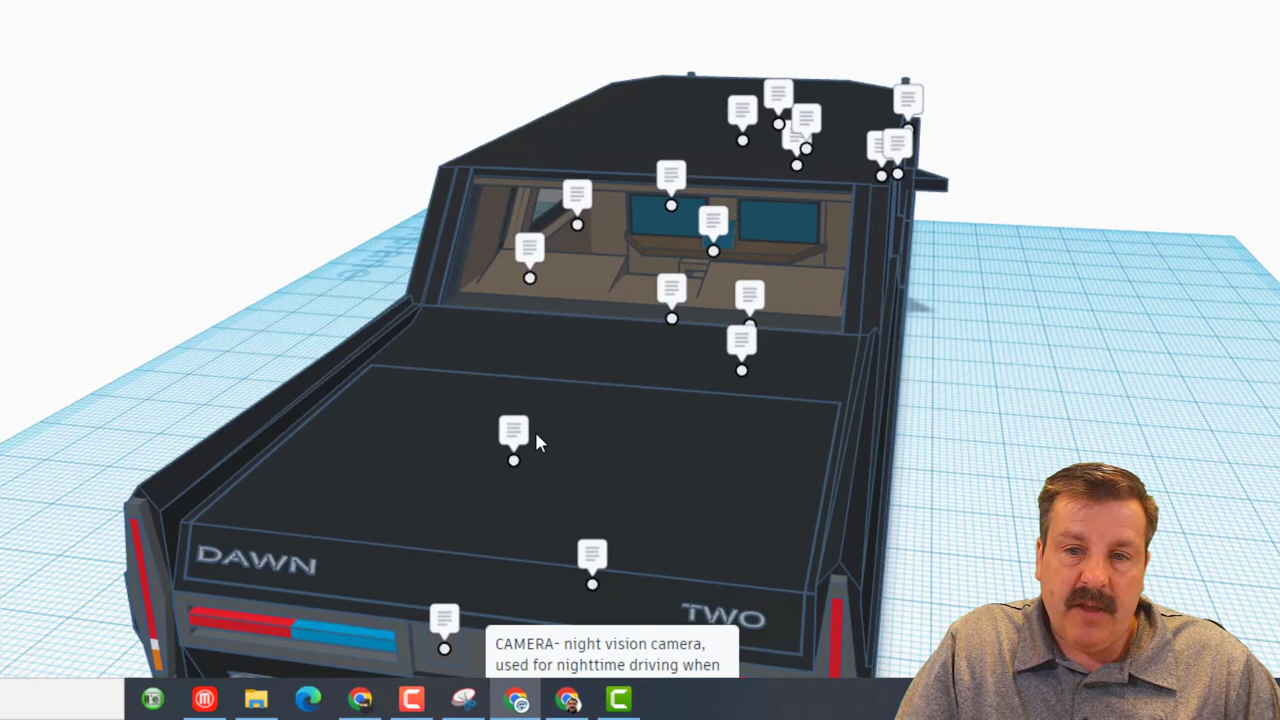 DAWN
TWO
CAMERA- night vision camera,
used for nighttime driving when